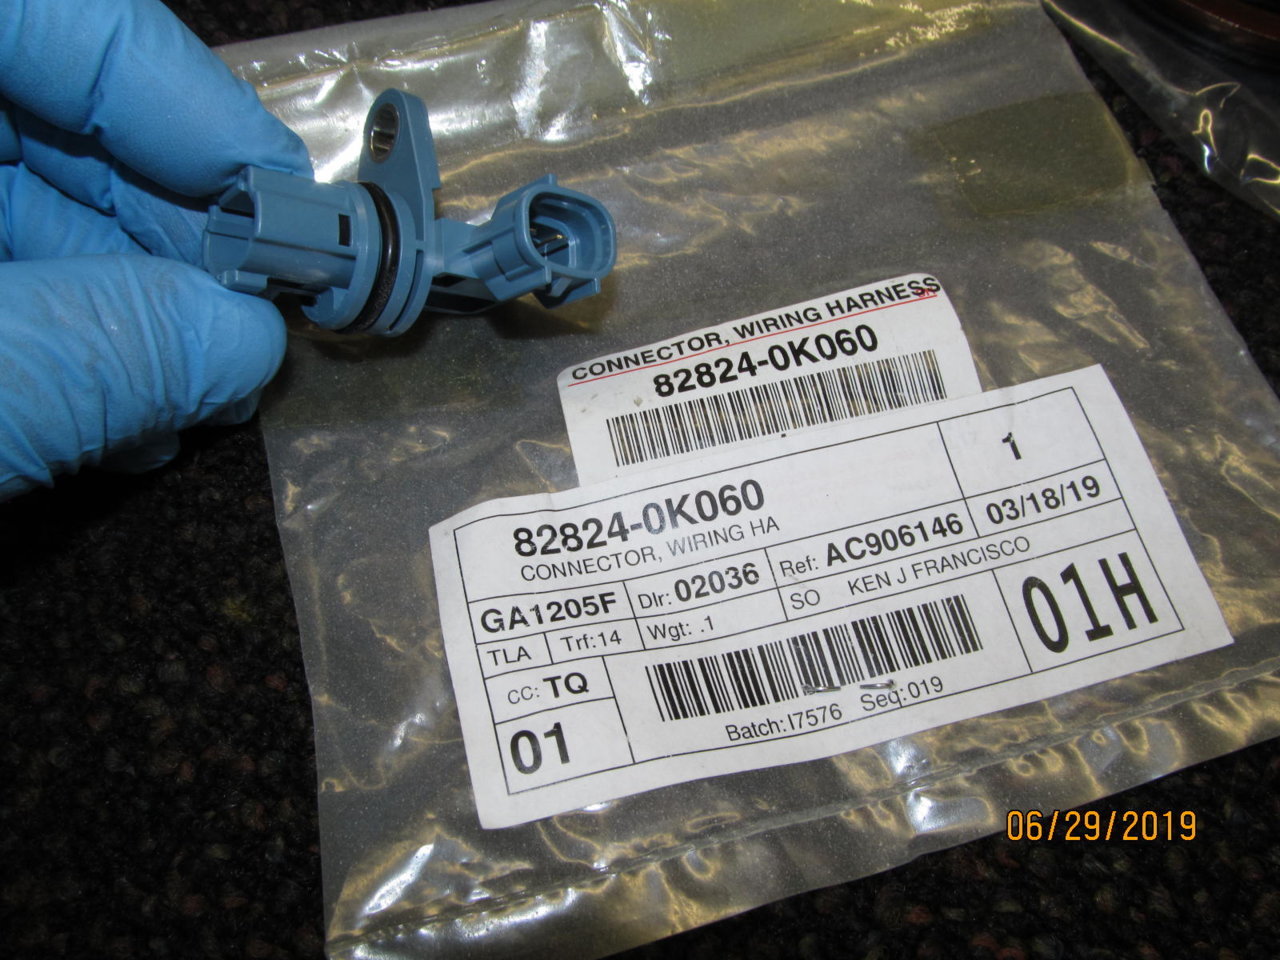 CONNECTOR, WIRING HARNESS
82824-0K060
82824-0K060
CONNECTOR, WIRING HA
1
GA1205F
Dlr: 02036
Ref: AC906146
03/18/19
TLA
Trf:14
Wgt: .1
SO KEN J FRANCISCO
01H
CC: TQ
01
Batch:I7576 Seq:019
06/29/2019